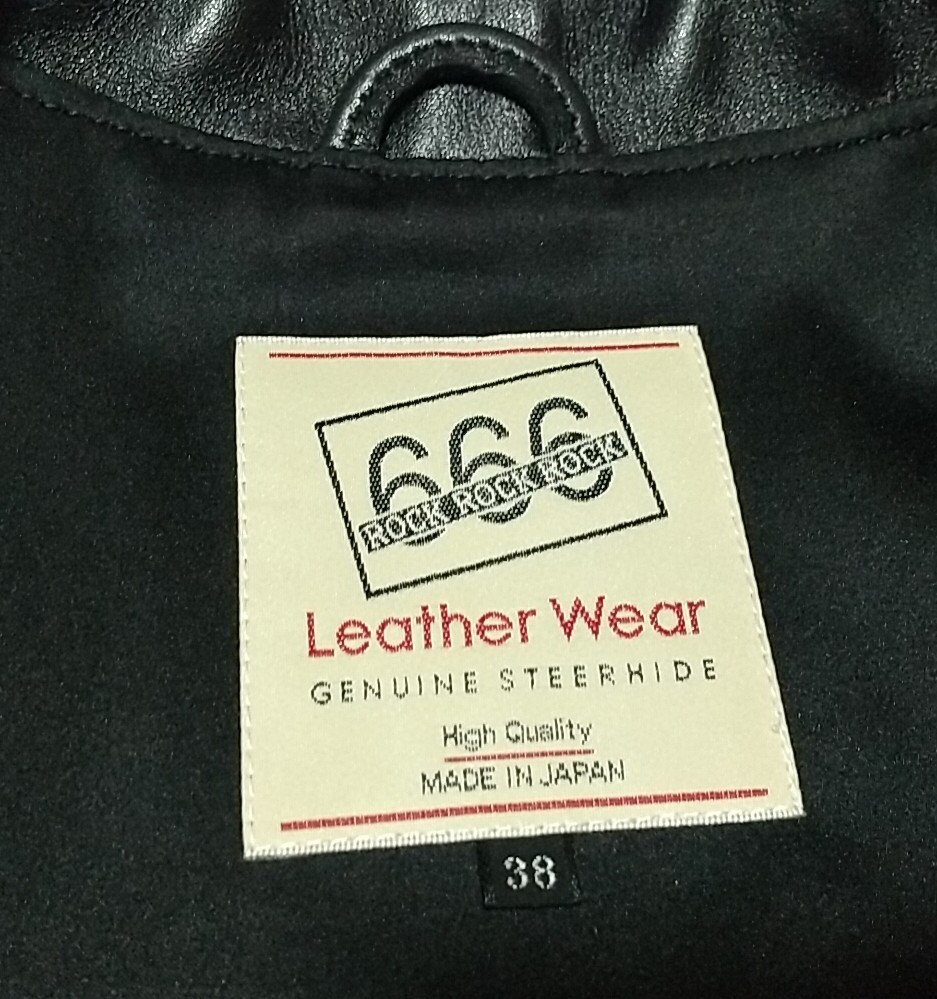 666
ROCK ROCK ROCK
Leather Wear
GENUINE STEERHIDE
High Quality
MADE IN JAPAN
38